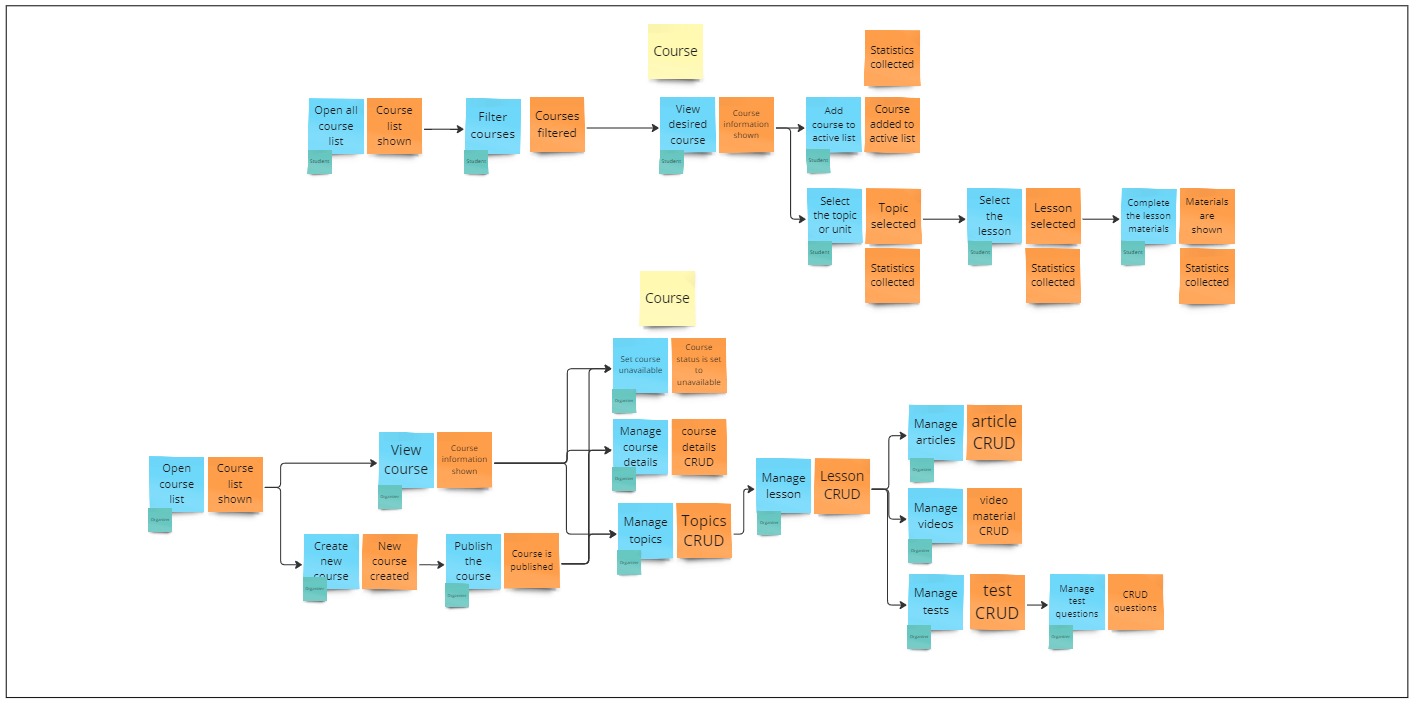 Course
Statistics
collected
Open all
course
list
Student
Course
list
shown
Filter
courses
Student
Courses
filtered
View
desired
course
Student
Course
information
shown
Add
course to
active list
Student
Course
added to
active list
Select
the topic
or unit
Student
Topic
selected
Statistics
collected
Select
the
lesson
Student
Lesson
selected
Statistics
collected
Complete
the lesson
materials
Student
Materials
are
shown
Statistics
collected
Course
Set course
unavailable
Organizer
Course
status is set
to
unavailable
Manage
course
details
Organizer
course
details
CRUD
Open
course
list
Organizer
Course
list
shown
View
course
Organizer
Course
information
shown
Create
new
course
Organizer
New
course
created
Publish
the
course
Organizer
Course is
published
Manage
topics
Organizer
Topics
CRUD
Manage
lesson
Organizer
Lesson
CRUD
Manage
articles
Organizer
article
CRUD
Manage
videos
Organizer
video
material
CRUD
Manage
tests
Organizer
test
CRUD
Manage
test
questions
Organizer
CRUD
questions